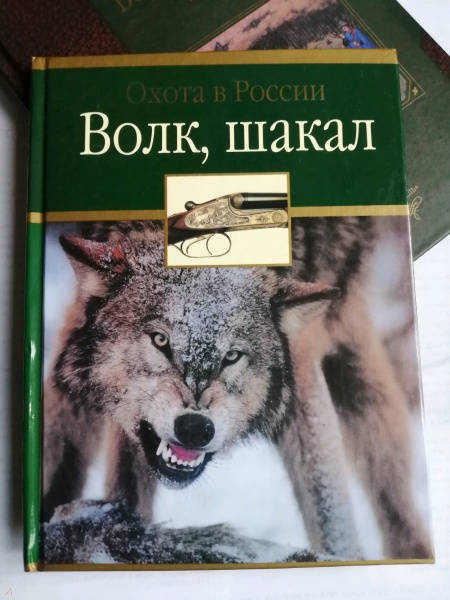 Охота в России
Волк, шакал